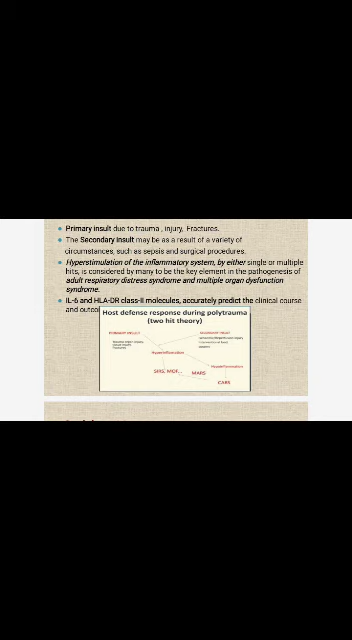 Primary insult due to trauma , injury, Fractures.
The Secondary insult may be as a result of a variety of
circumstances, such as sepsis and surgical procedures.
Hyperstimulation of the inflammatory system, by either single or multiple
hits, is considered by many to be the key element in the pathogenesis of
adult respiratory distress syndrome and multiple organ dysfunction
syndrome.
IL-6 and HLA-DR class-II molecules, accurately predict the clinical course
and outco
Host defense response during polytrauma
(two hit theory)
PRIMARY INSULT
Hyperinflammation
SIRS, MOF...
MARS
Hypoinflammation
CARS